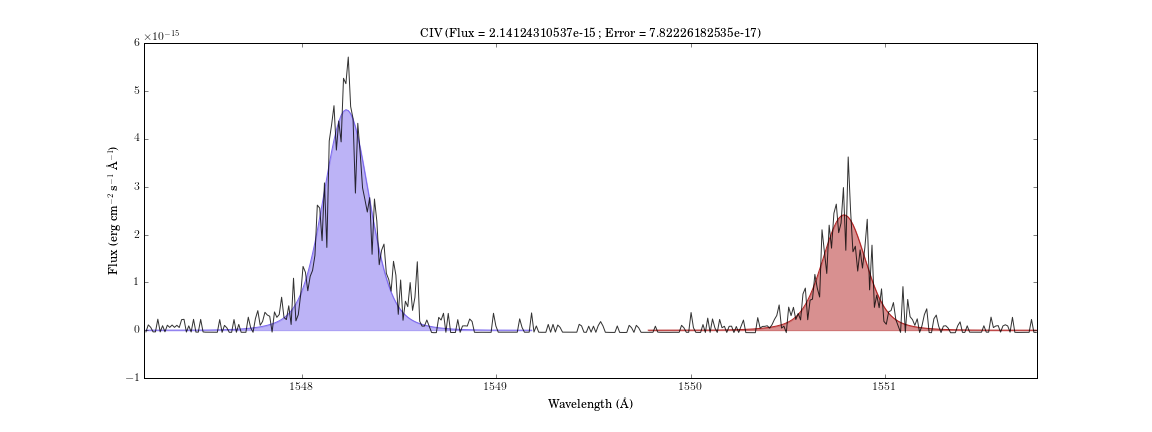 CIV (Flux = 2.14124310537e-15 ; Error = 7.82226182535e-17)
×10⁻¹⁵
6
5
4
3
2
1
0
−1
Flux (erg cm⁻² s⁻¹ Å⁻¹)
1548 1549 1550 1551
Wavelength (Å)